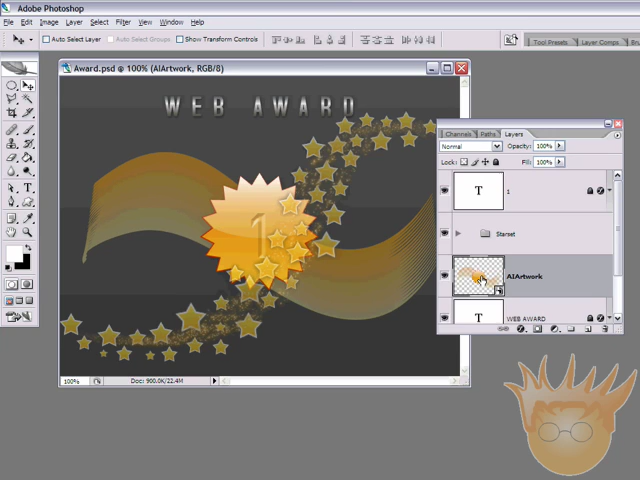 Adobe Photoshop
File Edit Image Layer Select Filter View Window Help
Auto Select Layer Auto Select Groups Show Transform Controls
Tool Presets Layer Comps
Award.psd @ 100% (AIArtwork, RGB/8)
WEB AWARD
1
Channels Paths Layers
Normal Opacity: 100%
Lock: Fill: 100%
T 1
Starset
AIArtwork
T WEB AWARD
100% Doc: 900.0K/22.4M